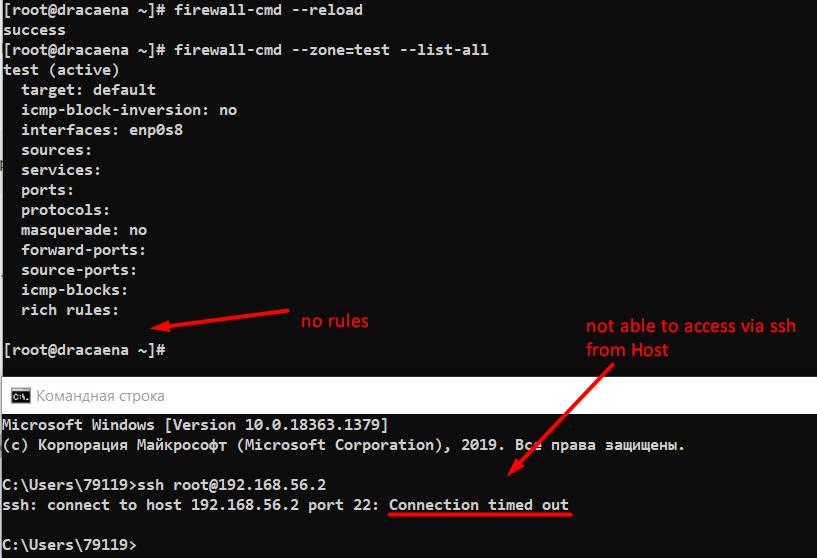 [root@dracaena ~]# firewall-cmd --reload
success
[root@dracaena ~]# firewall-cmd --zone=test --list-all
test (active)
  target: default
  icmp-block-inversion: no
  interfaces: enp0s8
  sources:
  services:
  ports:
  protocols:
  masquerade: no
  forward-ports:
  source-ports:
  icmp-blocks:
  rich rules:
no rules
not able to access via ssh
from Host
[root@dracaena ~]#
Командная строка
Microsoft Windows [Version 10.0.18363.1379]
(c) Корпорация Майкрософт (Microsoft Corporation), 2019. Все права защищены.
C:\Users\79119>ssh root@192.168.56.2
ssh: connect to host 192.168.56.2 port 22: Connection timed out
C:\Users\79119>